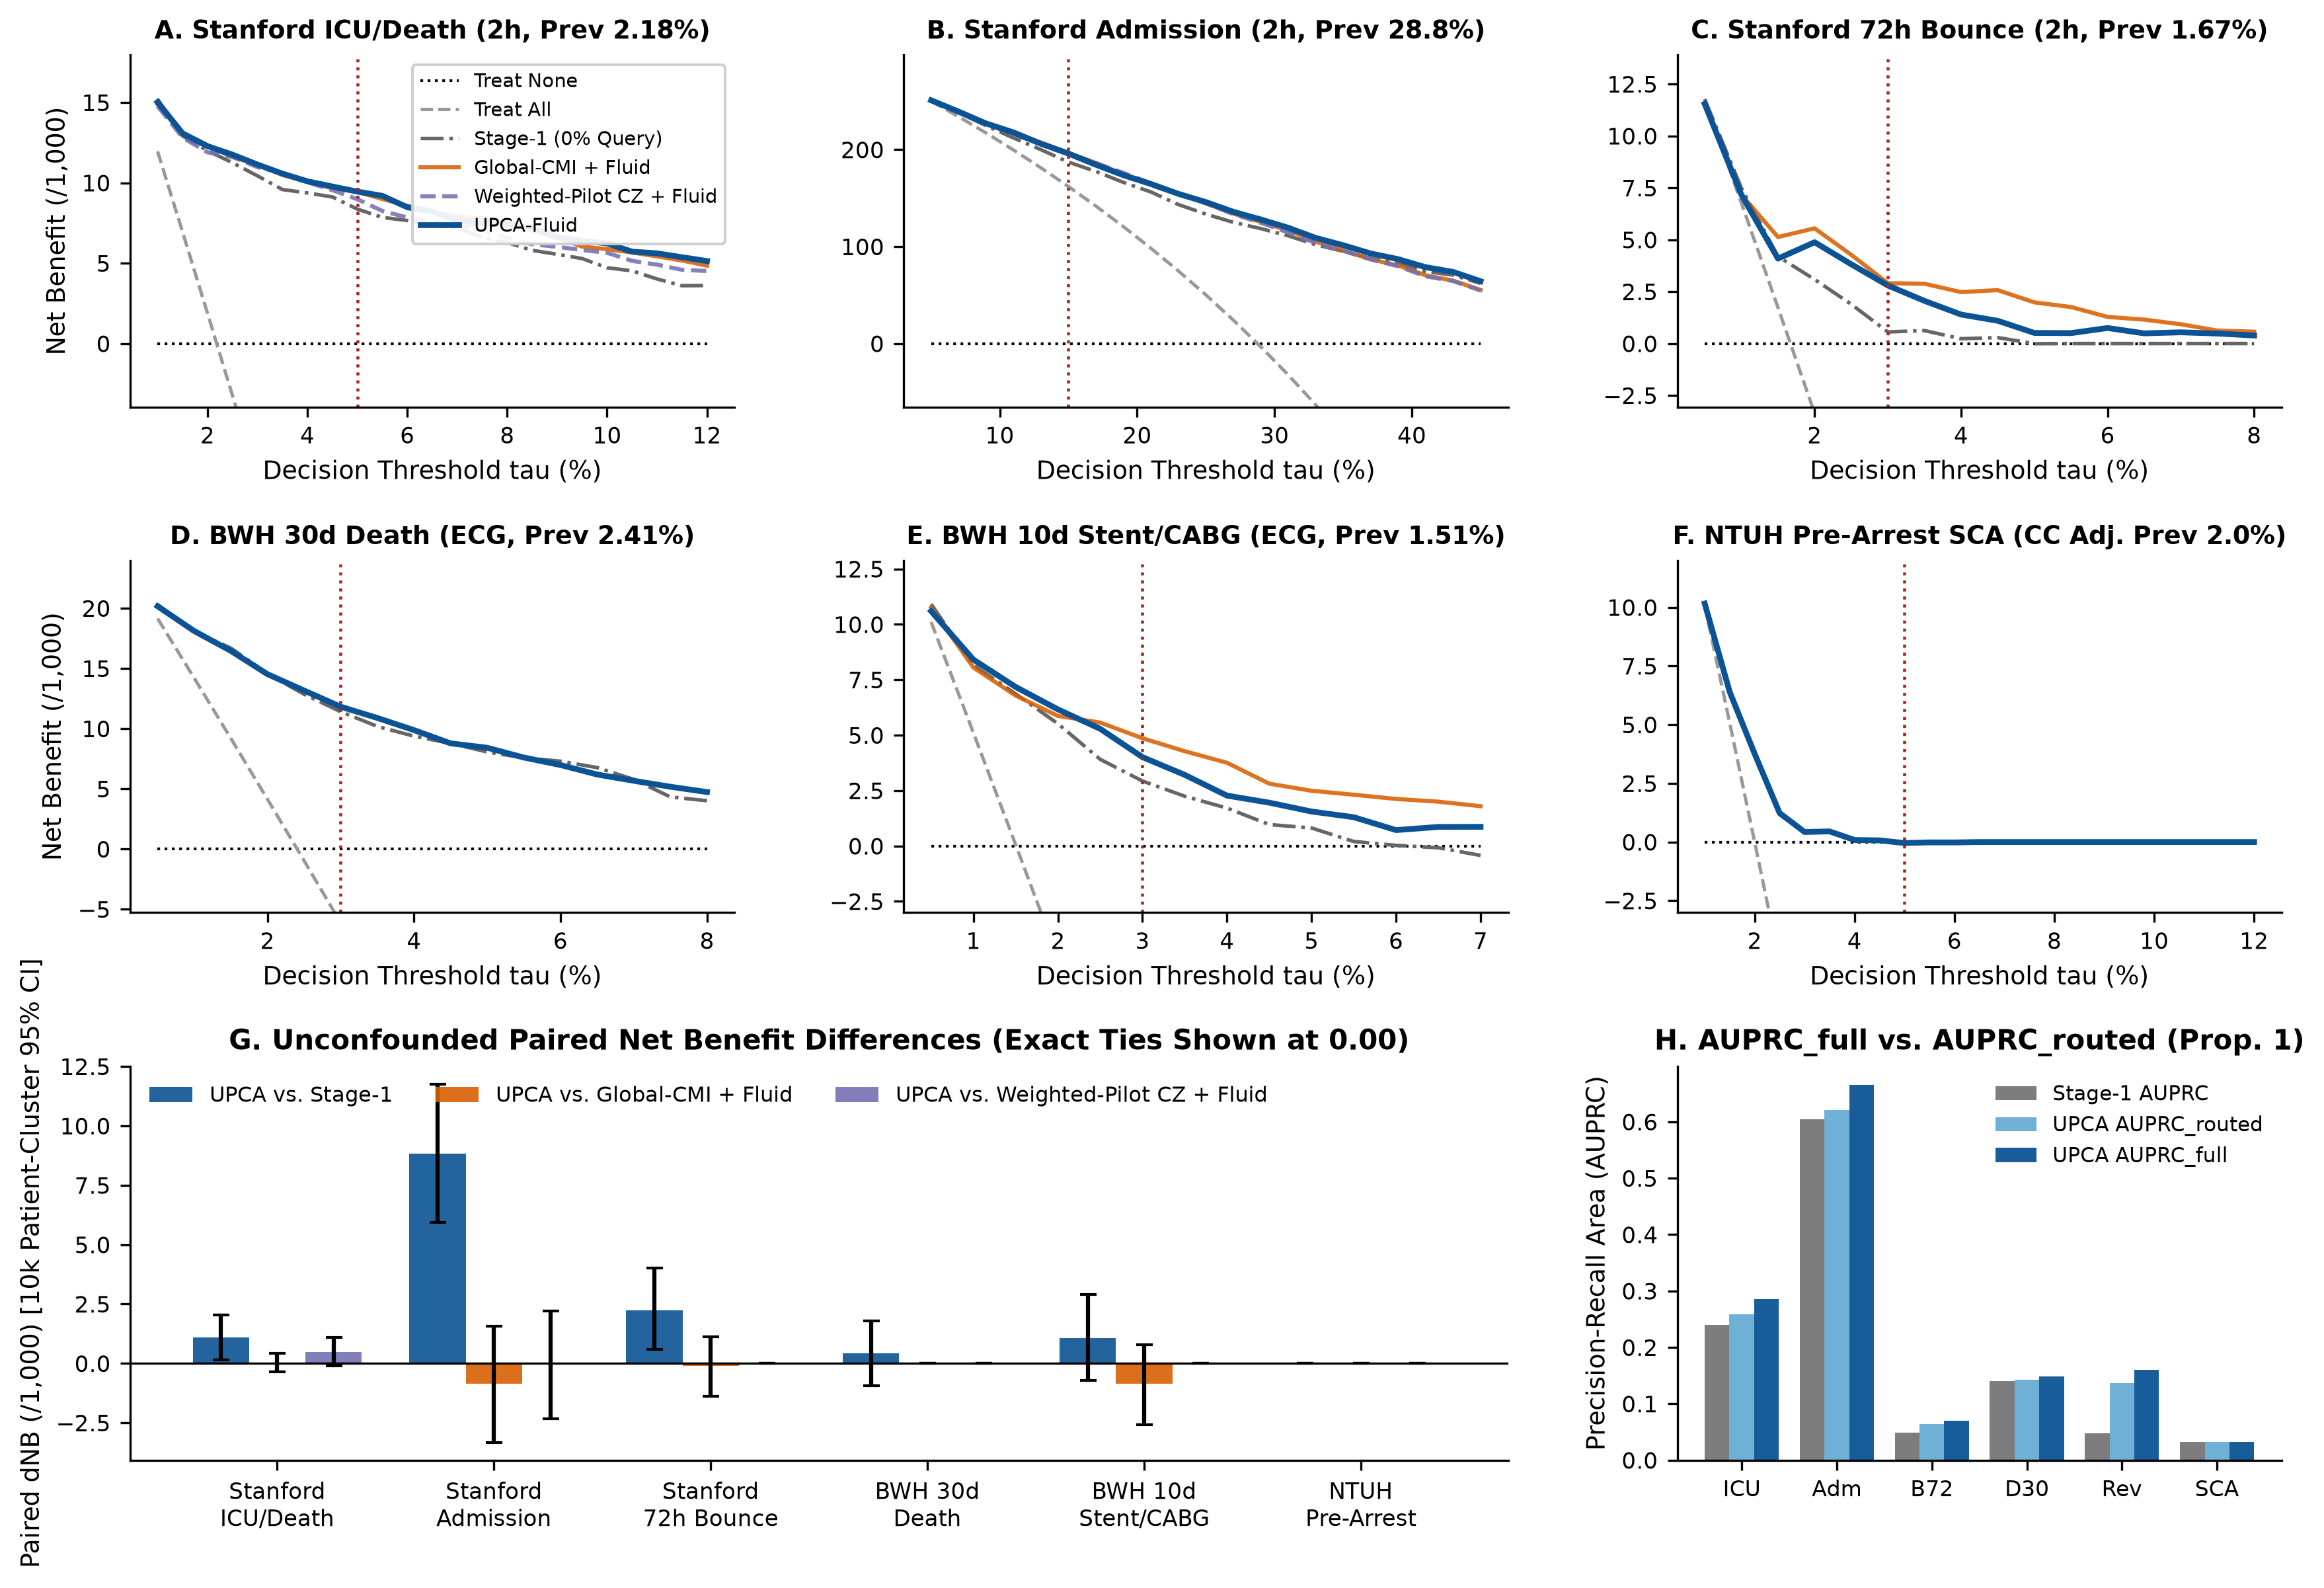 A. Stanford ICU/Death (2h, Prev 2.18%)
Net Benefit (/1,000)
15
10
5
0
2
4
6
8
10
12
Decision Threshold tau (%)
Treat None
Treat All
Stage-1 (0% Query)
Global-CMI + Fluid
Weighted-Pilot CZ + Fluid
UPCA-Fluid
B. Stanford Admission (2h, Prev 28.8%)
200
100
0
10
20
30
40
Decision Threshold tau (%)
C. Stanford 72h Bounce (2h, Prev 1.67%)
12.5
10.0
7.5
5.0
2.5
0.0
−2.5
2
4
6
8
Decision Threshold tau (%)
D. BWH 30d Death (ECG, Prev 2.41%)
Net Benefit (/1,000)
20
15
10
5
0
−5
2
4
6
8
Decision Threshold tau (%)
E. BWH 10d Stent/CABG (ECG, Prev 1.51%)
12.5
10.0
7.5
5.0
2.5
0.0
−2.5
1
2
3
4
5
6
7
Decision Threshold tau (%)
F. NTUH Pre-Arrest SCA (CC Adj. Prev 2.0%)
10.0
7.5
5.0
2.5
0.0
−2.5
2
4
6
8
10
12
Decision Threshold tau (%)
G. Unconfounded Paired Net Benefit Differences (Exact Ties Shown at 0.00)
Paired dNB (/1,000) [10k Patient-Cluster 95% CI]
12.5
10.0
7.5
5.0
2.5
0.0
−2.5
UPCA vs. Stage-1
UPCA vs. Global-CMI + Fluid
UPCA vs. Weighted-Pilot CZ + Fluid
Stanford
ICU/Death
Stanford
Admission
Stanford
72h Bounce
BWH 30d
Death
BWH 10d
Stent/CABG
NTUH
Pre-Arrest
H. AUPRC_full vs. AUPRC_routed (Prop. 1)
Precision-Recall Area (AUPRC)
0.6
0.5
0.4
0.3
0.2
0.1
0.0
Stage-1 AUPRC
UPCA AUPRC_routed
UPCA AUPRC_full
ICU
Adm
B72
D30
Rev
SCA